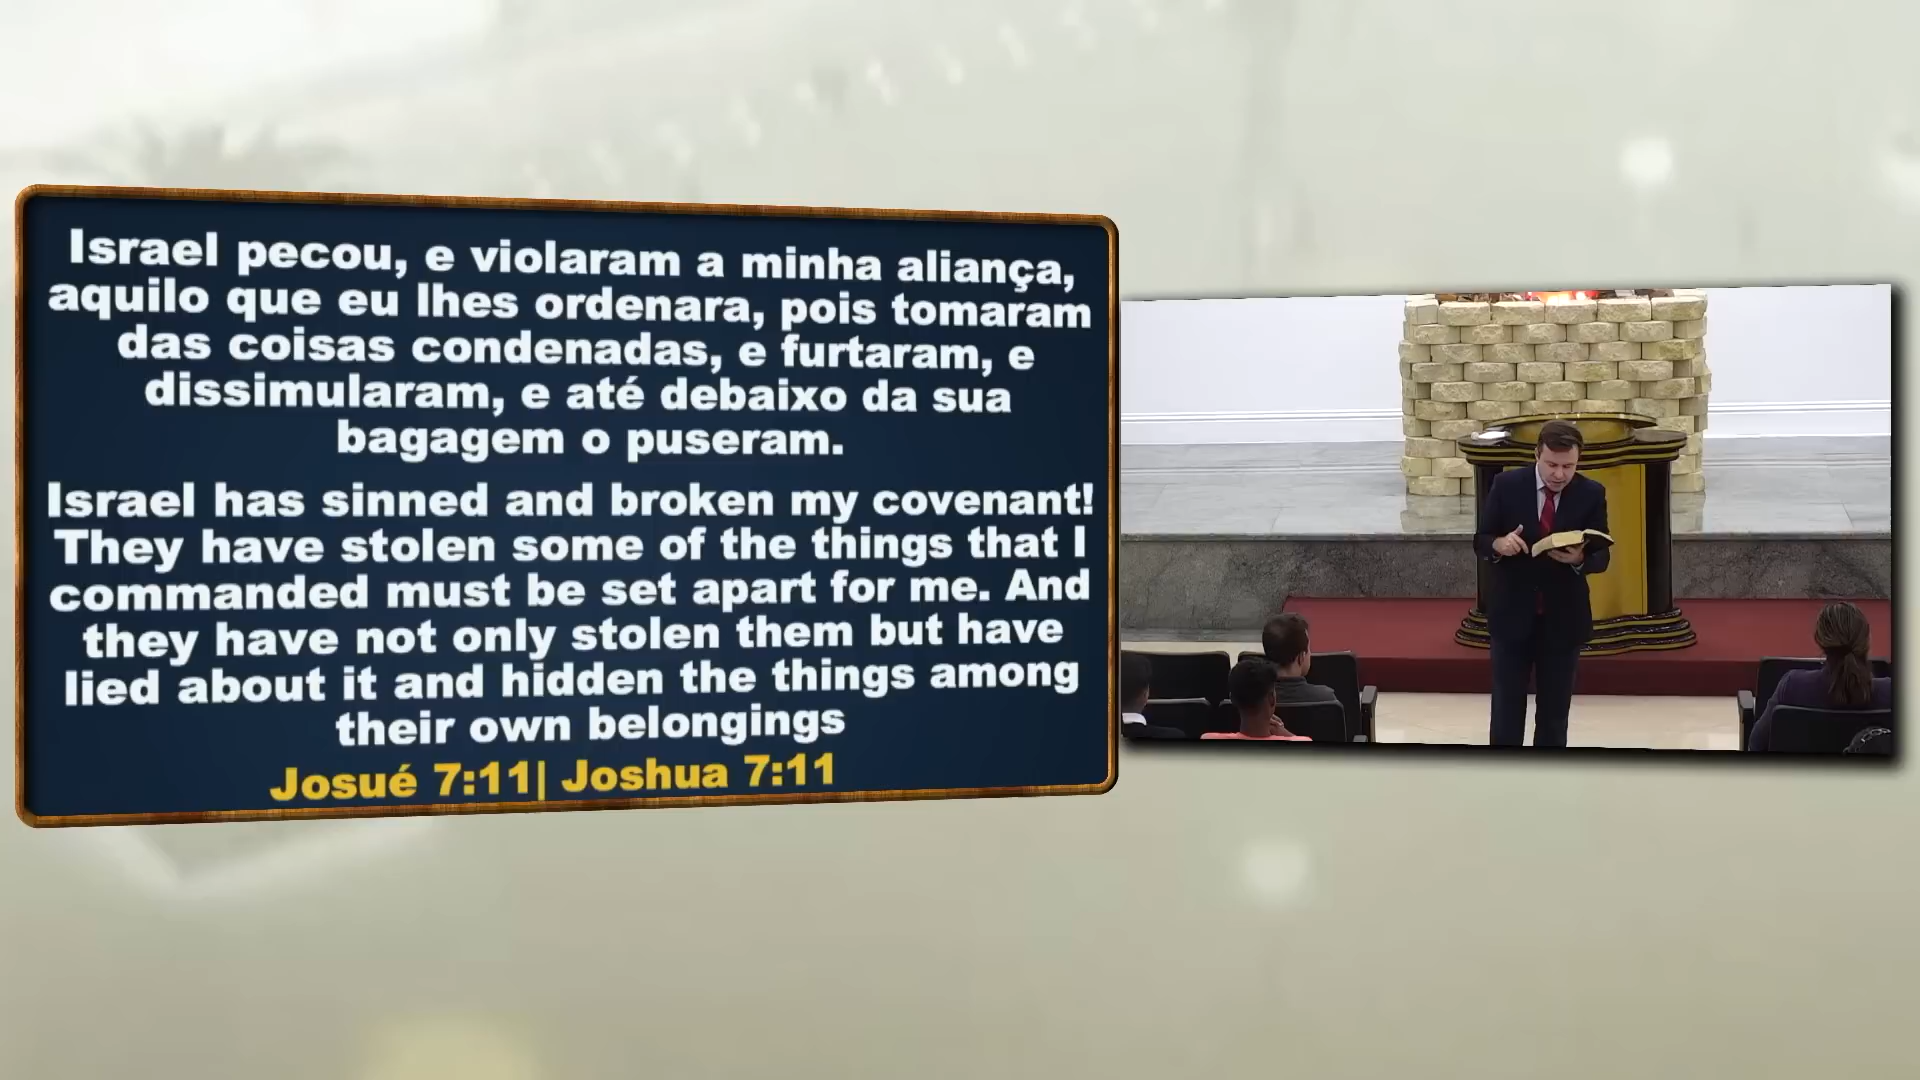 Israel pecou, e violaram a minha aliança,
aquilo que eu lhes ordenara, pois tomaram
das coisas condenadas, e furtaram, e
dissimularam, e até debaixo da sua
bagagem o puseram.
Israel has sinned and broken my covenant!
They have stolen some of the things that I
commanded must be set apart for me. And
they have not only stolen them but have
lied about it and hidden the things among
their own belongings
Josué 7:11| Joshua 7:11